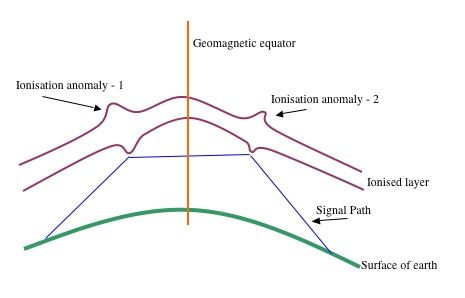 Geomagnetic equator
Ionisation anomaly - 1
Ionisation anomaly - 2
Ionised layer
Signal Path
Surface of earth